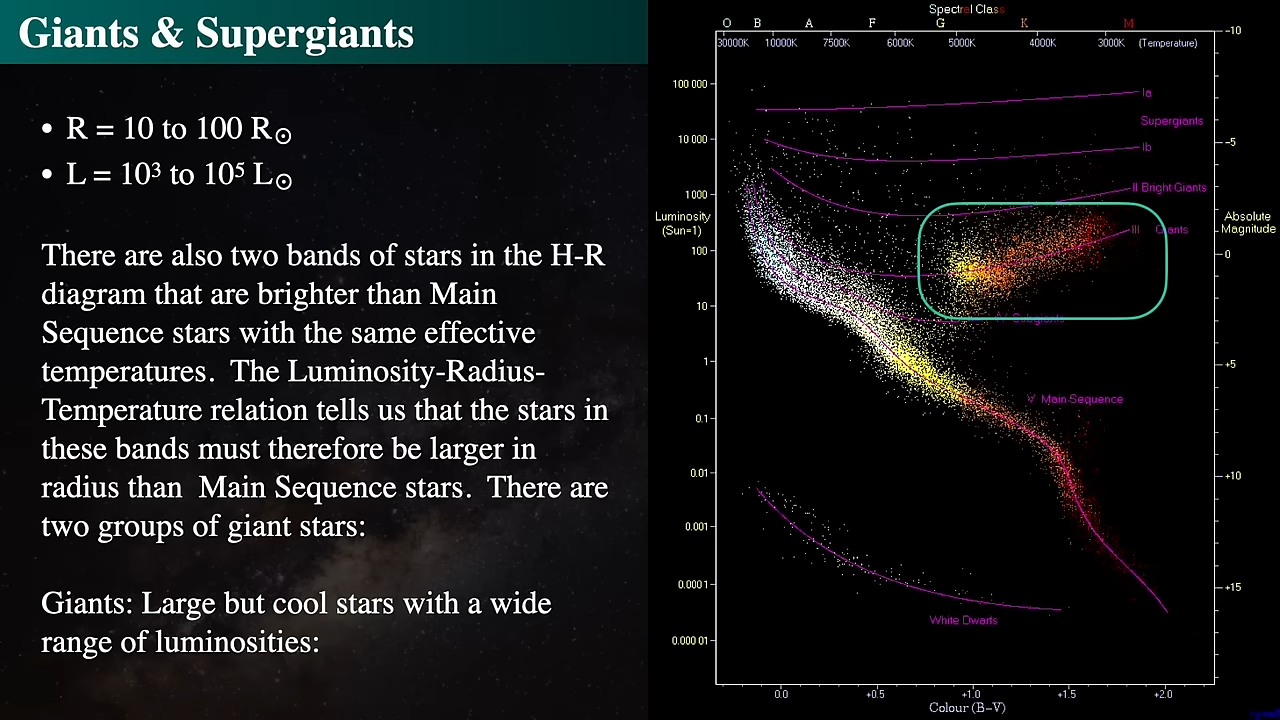 Giants & Supergiants
• R = 10 to 100 R☉
• L = 10³ to 10⁵ L☉
There are also two bands of stars in the H-R
diagram that are brighter than Main
Sequence stars with the same effective
temperatures.  The Luminosity-Radius-
Temperature relation tells us that the stars in
these bands must therefore be larger in
radius than  Main Sequence stars.  There are
two groups of giant stars:
Giants: Large but cool stars with a wide
range of luminosities:
Spectral Class
O B A F G K M
30000K 10000K 7500K 6000K 5000K 4000K 3000K (Temperature)
-10
100 000
Ia
Supergiants
10 000
-5
Ib
1 000
II Bright Giants
Luminosity
(Sun=1)
Absolute
Magnitude
III Giants
100
0
10
IV Subgiants
1
+5
V Main Sequence
0.1
0.01
+10
0.001
0.0001
+15
White Dwarfs
0.000 01
0.0 +0.5 +1.0 +1.5 +2.0
Colour (B-V)